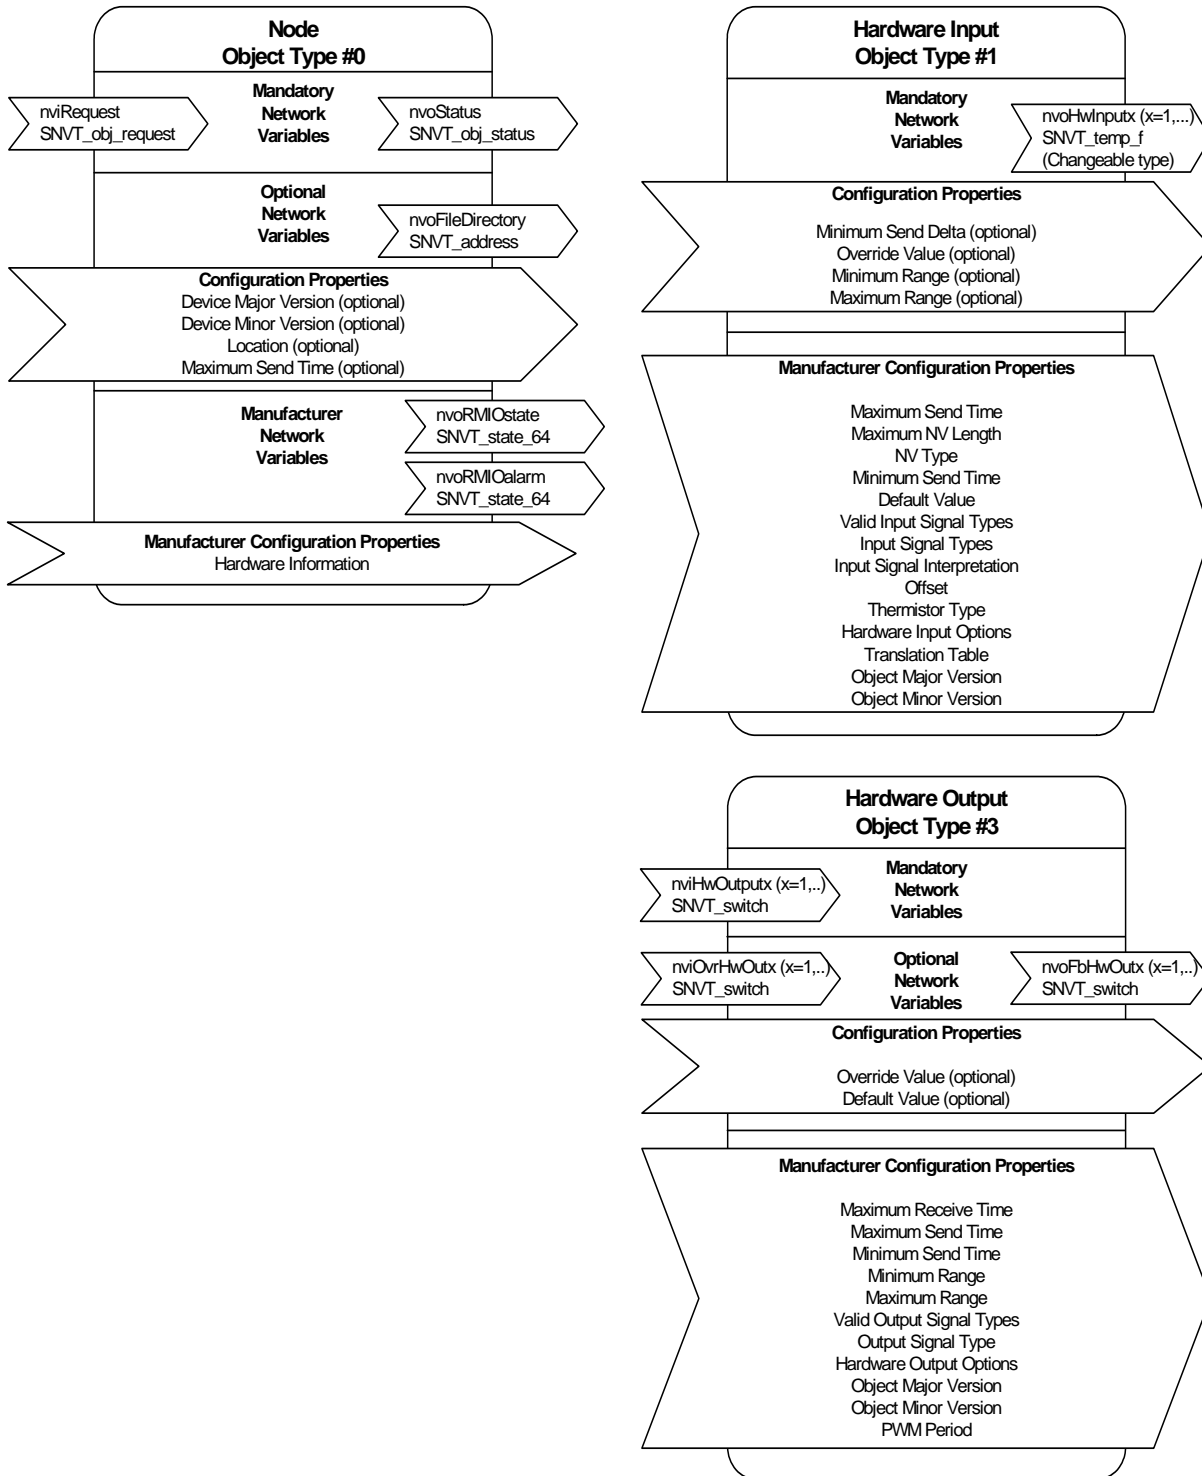 Node
Object Type #0
Mandatory
Network
Variables
nviRequest
SNVT_obj_request
nvoStatus
SNVT_obj_status
Optional
Network
Variables
nvoFileDirectory
SNVT_address
Configuration Properties
Device Major Version (optional)
Device Minor Version (optional)
Location (optional)
Maximum Send Time (optional)
Manufacturer
Network
Variables
nvoRMIOstate
SNVT_state_64
nvoRMIOalarm
SNVT_state_64
Manufacturer Configuration Properties
Hardware Information
Hardware Input
Object Type #1
Mandatory
Network
Variables
nvoHwInputx (x=1,...)
SNVT_temp_f
(Changeable type)
Configuration Properties
Minimum Send Delta (optional)
Override Value (optional)
Minimum Range (optional)
Maximum Range (optional)
Manufacturer Configuration Properties
Maximum Send Time
Maximum NV Length
NV Type
Minimum Send Time
Default Value
Valid Input Signal Types
Input Signal Types
Input Signal Interpretation
Offset
Thermistor Type
Hardware Input Options
Translation Table
Object Major Version
Object Minor Version
Hardware Output
Object Type #3
Mandatory
Network
Variables
nviHwOutputx (x=1,..)
SNVT_switch
nviOvrHwOutx (x=1,..)
SNVT_switch
Optional
Network
Variables
nvoFbHwOutx (x=1,..)
SNVT_switch
Configuration Properties
Override Value (optional)
Default Value (optional)
Manufacturer Configuration Properties
Maximum Receive Time
Maximum Send Time
Minimum Send Time
Minimum Range
Maximum Range
Valid Output Signal Types
Output Signal Type
Hardware Output Options
Object Major Version
Object Minor Version
PWM Period